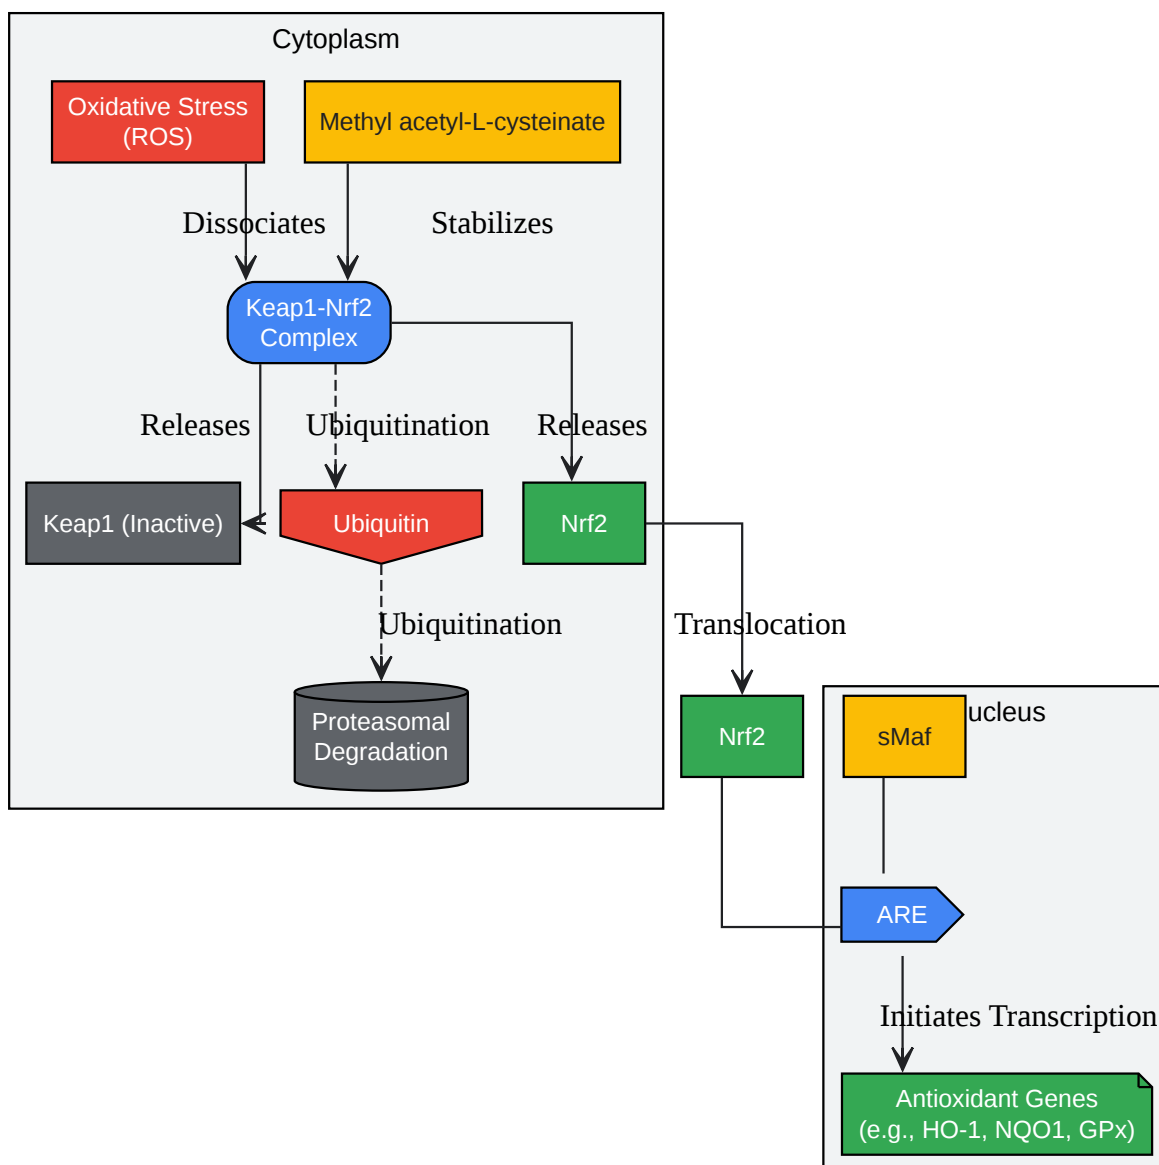 Cytoplasm
Oxidative Stress
(ROS)
Methyl acetyl-L-cysteinate
Dissociates
Stabilizes
Keap1-Nrf2
Complex
Releases
Ubiquitination
Releases
Keap1 (Inactive)
Ubiquitin
Nrf2
Ubiquitination
Translocation
Proteasomal
Degradation
Nrf2
sMaf
ucleus
ARE
Initiates Transcription
Antioxidant Genes
(e.g., HO-1, NQO1, GPx)